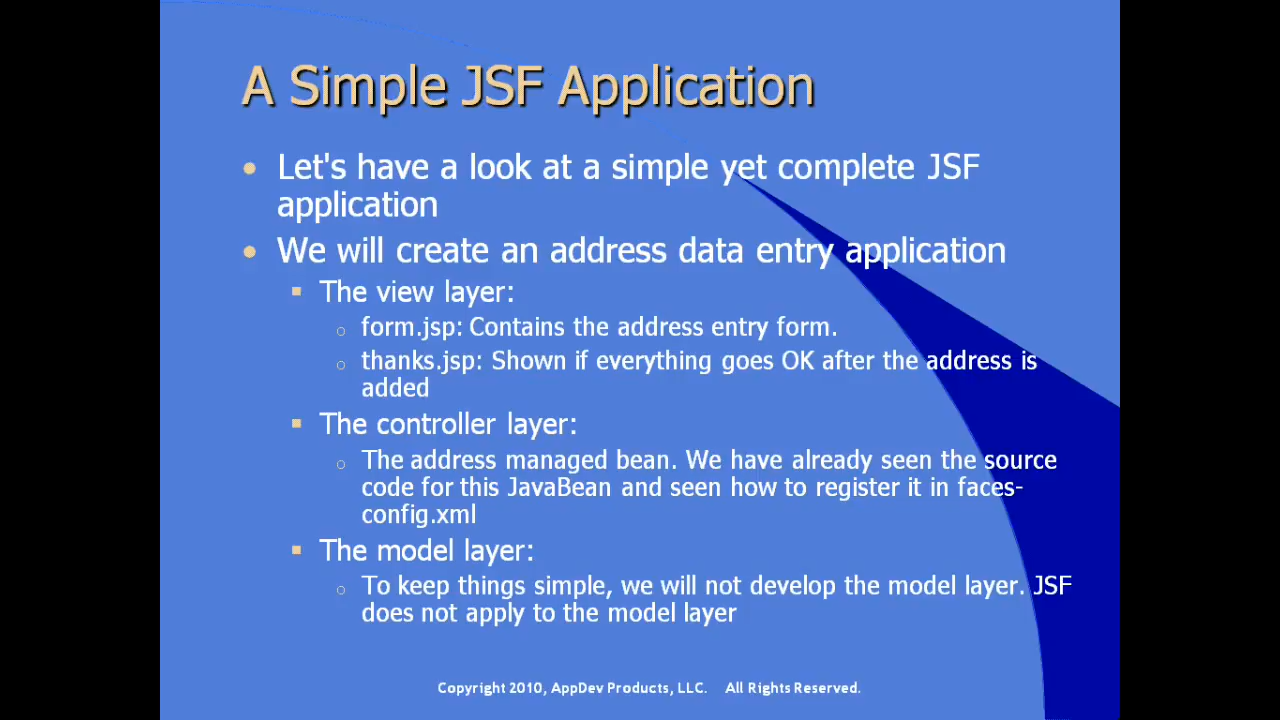 A Simple JSF Application
• Let's have a look at a simple yet complete JSF
application
• We will create an address data entry application
▪ The view layer:
o form.jsp: Contains the address entry form.
o thanks.jsp: Shown if everything goes OK after the address is
added
▪ The controller layer:
o The address managed bean. We have already seen the source
code for this JavaBean and seen how to register it in faces-
config.xml
▪ The model layer:
o To keep things simple, we will not develop the model layer. JSF
does not apply to the model layer
Copyright 2010, AppDev Products, LLC. All Rights Reserved.